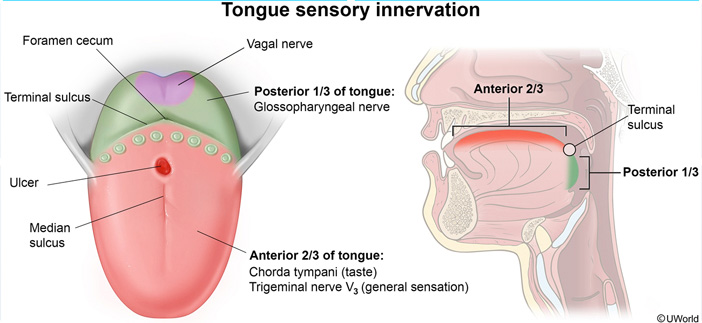 Tongue sensory innervation
Foramen cecum
Vagal nerve
Posterior 1/3 of tongue:
Glossopharyngeal nerve
Terminal sulcus
Ulcer
Median
sulcus
Anterior 2/3 of tongue:
Chorda tympani (taste)
Trigeminal nerve V3 (general sensation)
Anterior 2/3
Terminal
sulcus
Posterior 1/3
©UWorld